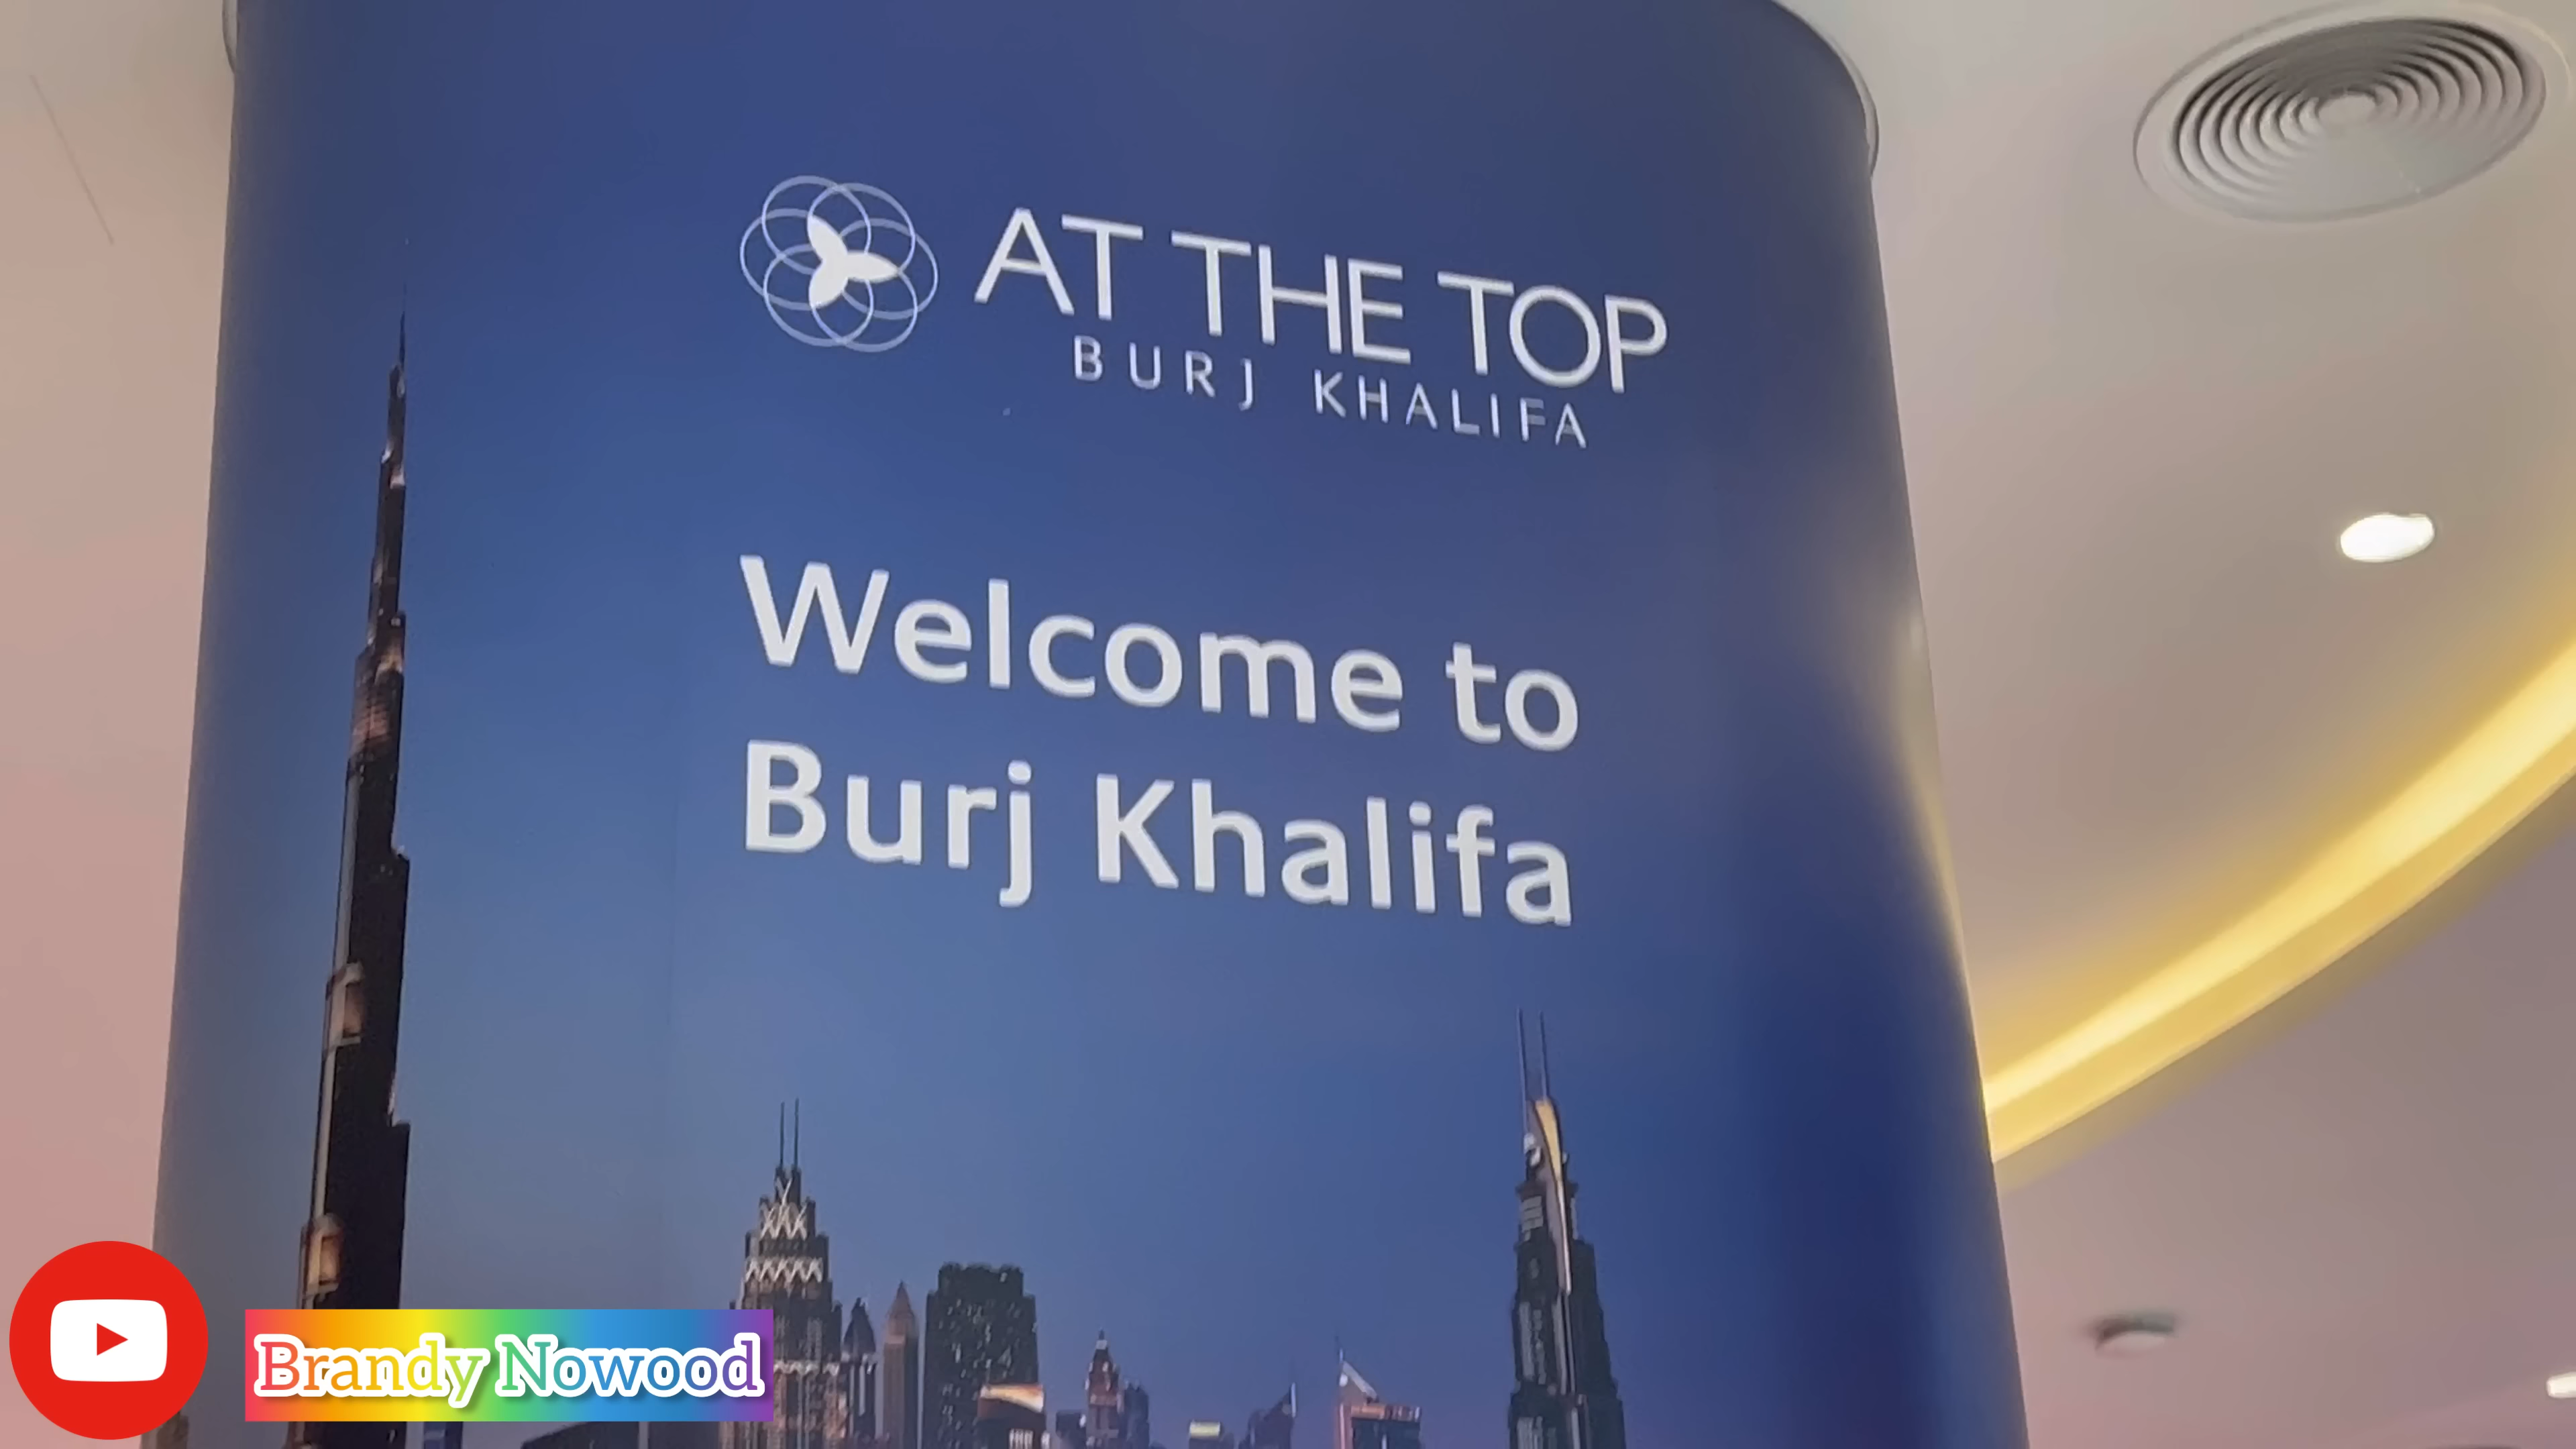 AT THE TOP
BURJ KHALIFA
Welcome to
Burj Khalifa
Brandy Nowood